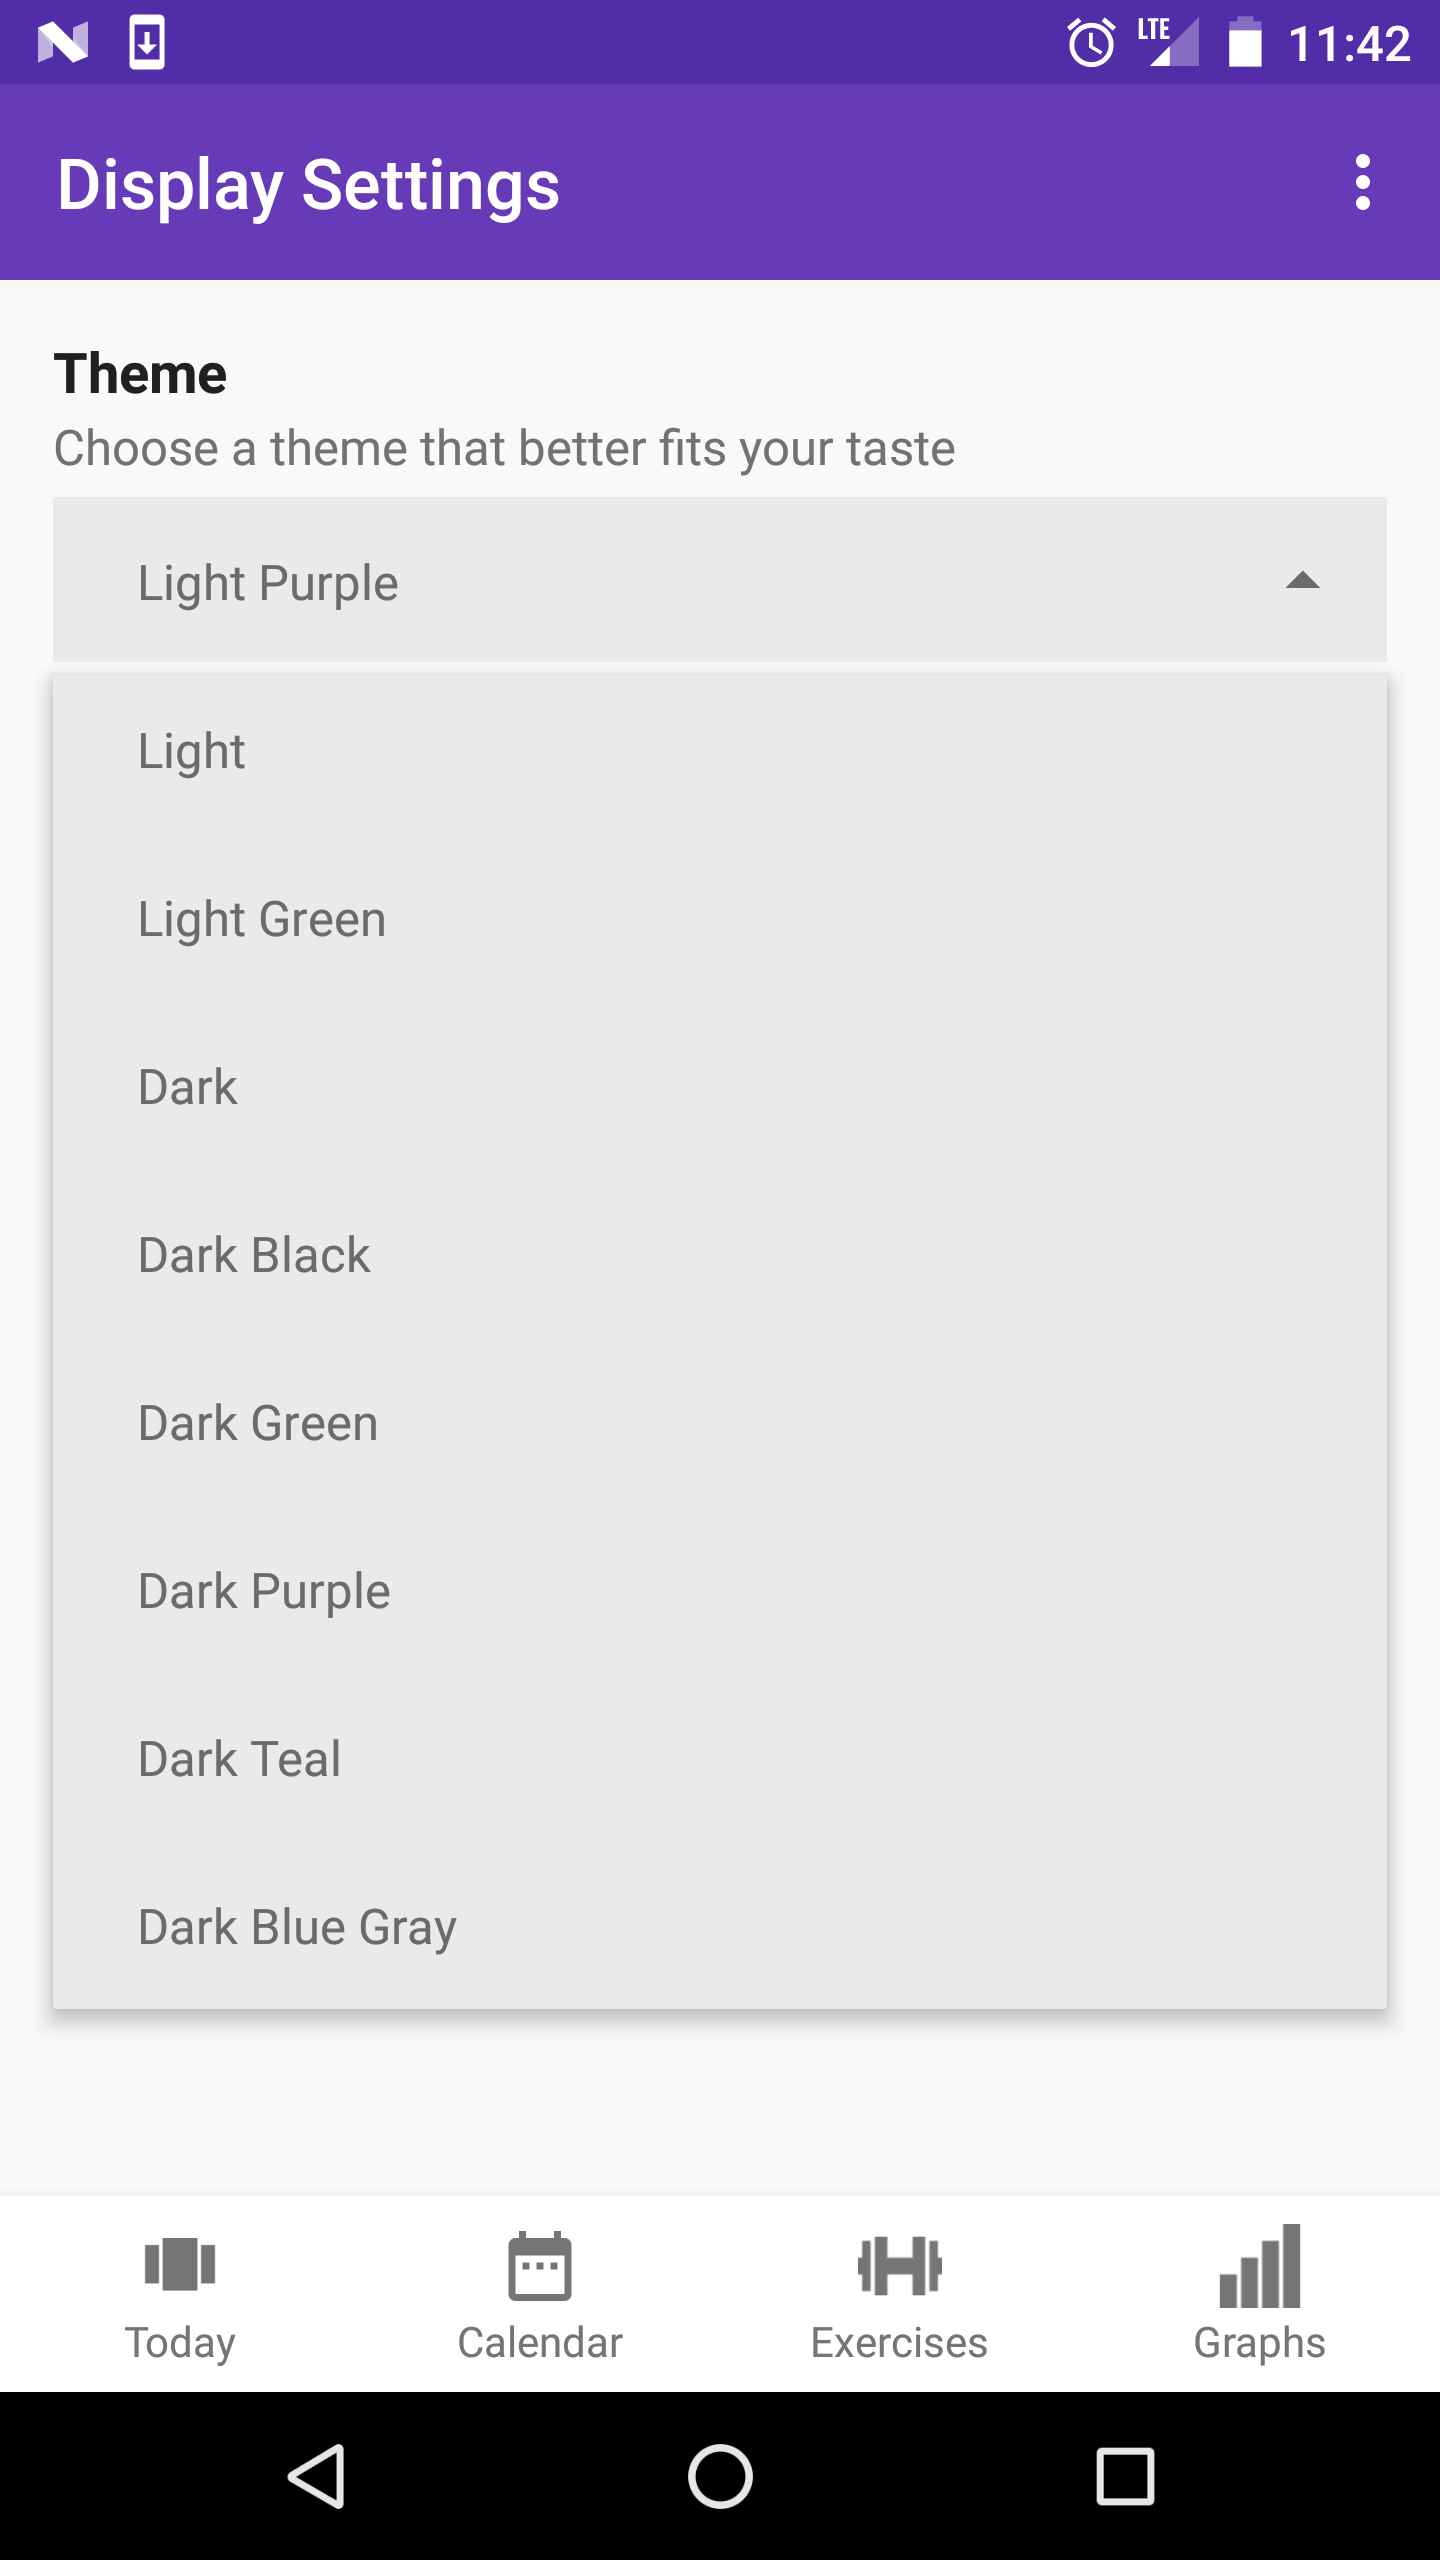 LTE 11:42
Display Settings
Theme
Choose a theme that better fits your taste
Light Purple
Light
Light Green
Dark
Dark Black
Dark Green
Dark Purple
Dark Teal
Dark Blue Gray
Today Calendar Exercises Graphs